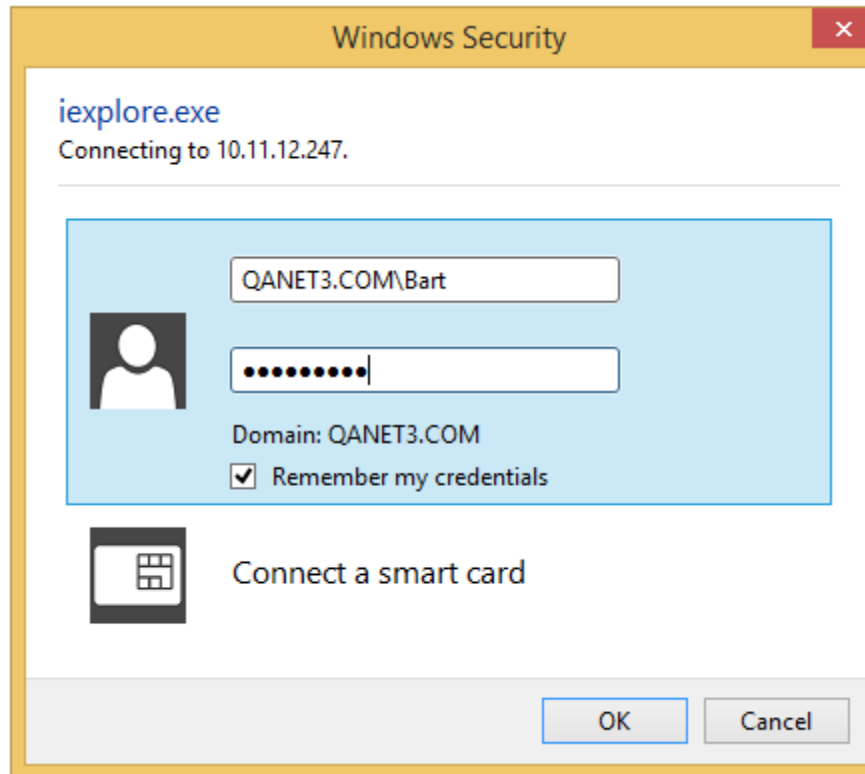 Windows Security
iexplore.exe
Connecting to 10.11.12.247.
QANET3.COM\Bart
●●●●●●●●●
Domain: QANET3.COM
Remember my credentials
Connect a smart card
OK
Cancel